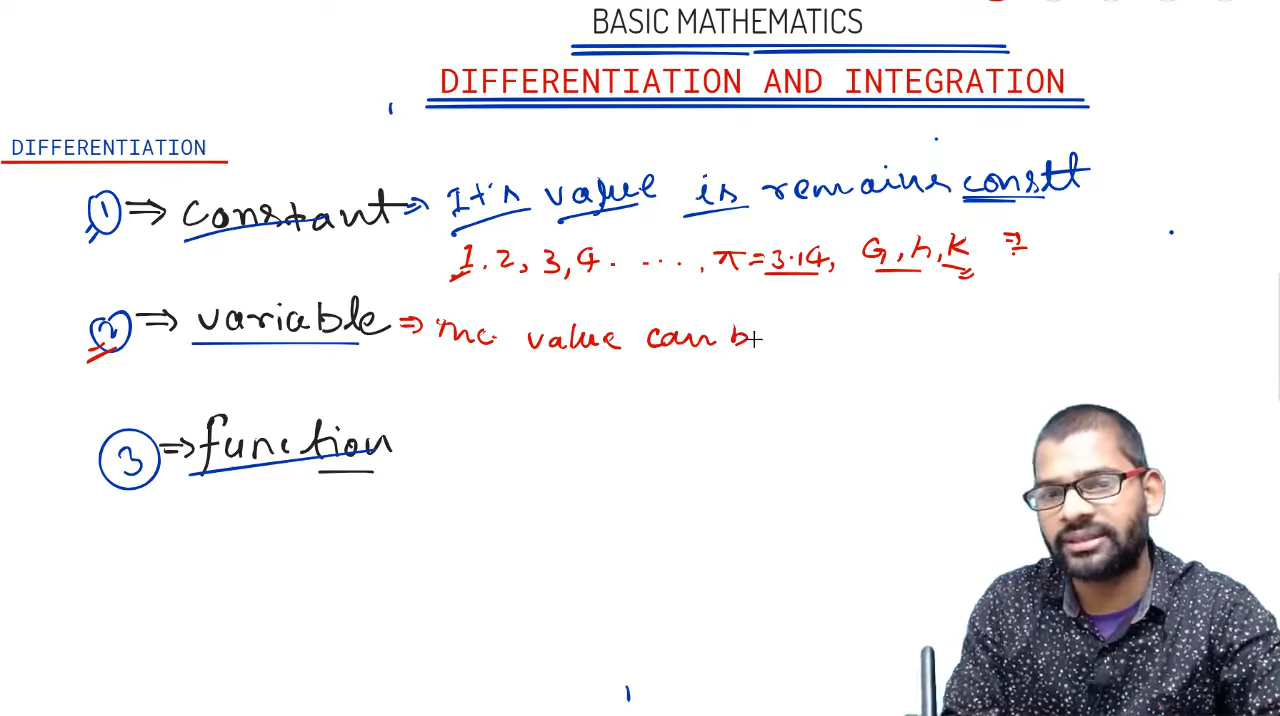 BASIC MATHEMATICS
DIFFERENTIATION AND INTEGRATION
DIFFERENTIATION
1 ⇒ constant ⇒ It's value is remains constt
1. 2, 3, 4 . . . . . . , π = 3.14, G, h, K ⇒
2 ⇒ variable ⇒ The value can b
3 ⇒ function